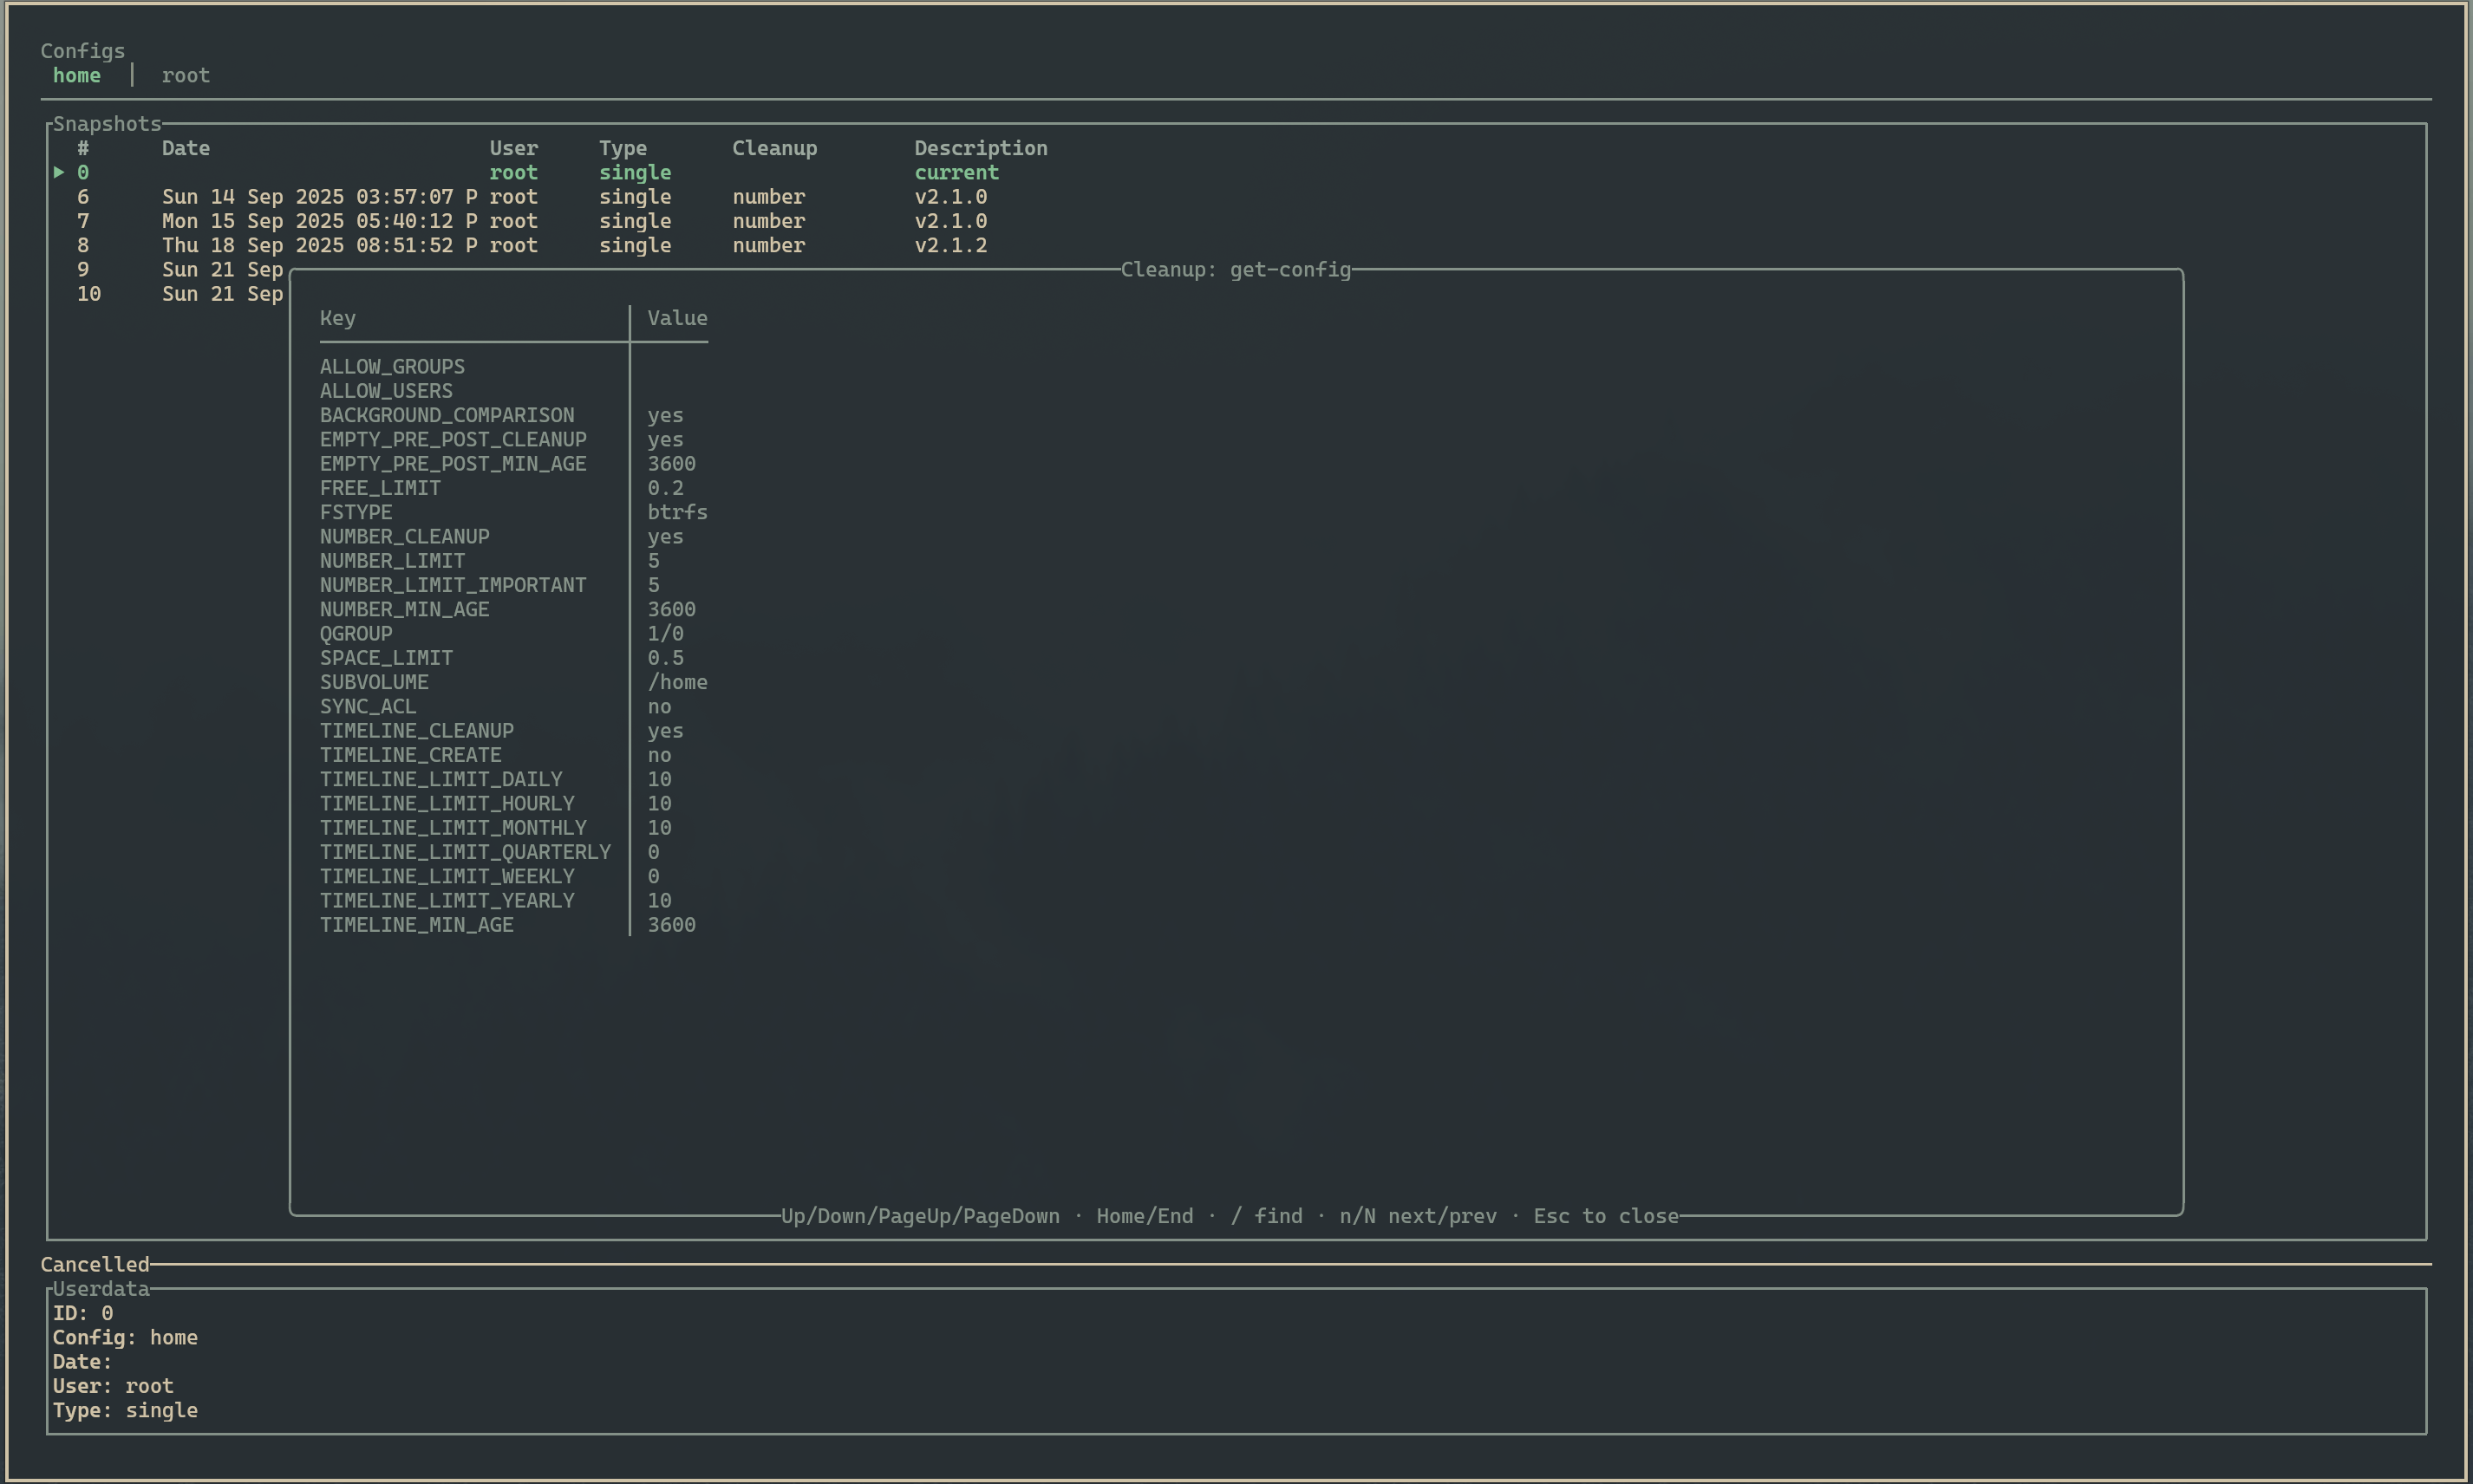 Configs
home │ root
Snapshots
# Date User Type Cleanup Description
▶ 0 root single current
6 Sun 14 Sep 2025 03:57:07 P root single number v2.1.0
7 Mon 15 Sep 2025 05:40:12 P root single number v2.1.0
8 Thu 18 Sep 2025 08:51:52 P root single number v2.1.2
9 Sun 21 Sep
10 Sun 21 Sep
Cleanup: get-config
Key Value
ALLOW_GROUPS
ALLOW_USERS
BACKGROUND_COMPARISON yes
EMPTY_PRE_POST_CLEANUP yes
EMPTY_PRE_POST_MIN_AGE 3600
FREE_LIMIT 0.2
FSTYPE btrfs
NUMBER_CLEANUP yes
NUMBER_LIMIT 5
NUMBER_LIMIT_IMPORTANT 5
NUMBER_MIN_AGE 3600
QGROUP 1/0
SPACE_LIMIT 0.5
SUBVOLUME /home
SYNC_ACL no
TIMELINE_CLEANUP yes
TIMELINE_CREATE no
TIMELINE_LIMIT_DAILY 10
TIMELINE_LIMIT_HOURLY 10
TIMELINE_LIMIT_MONTHLY 10
TIMELINE_LIMIT_QUARTERLY 0
TIMELINE_LIMIT_WEEKLY 0
TIMELINE_LIMIT_YEARLY 10
TIMELINE_MIN_AGE 3600
Up/Down/PageUp/PageDown · Home/End · / find · n/N next/prev · Esc to close
Cancelled
Userdata
ID: 0
Config: home
Date:
User: root
Type: single